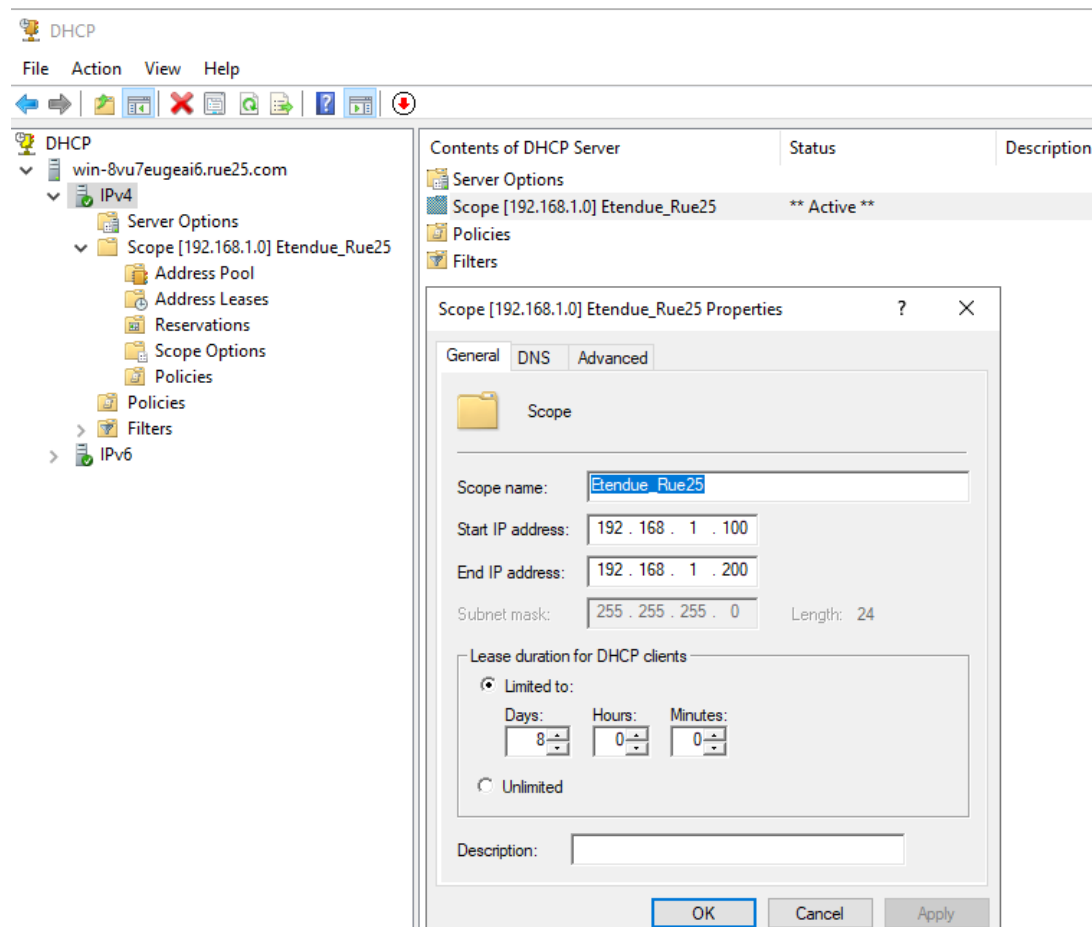 DHCP
File Action View Help
DHCP
win-8vu7eugeai6.rue25.com
IPv4
Server Options
Scope [192.168.1.0] Etendue_Rue25
Address Pool
Address Leases
Reservations
Scope Options
Policies
Policies
Filters
IPv6
Contents of DHCP Server Status Description
Server Options
Scope [192.168.1.0] Etendue_Rue25 ** Active **
Policies
Filters
Scope [192.168.1.0] Etendue_Rue25 Properties ?
General DNS Advanced
Scope
Scope name: Etendue_Rue25
Start IP address: 192 . 168 . 1 . 100
End IP address: 192 . 168 . 1 . 200
Subnet mask: 255 . 255 . 255 . 0 Length: 24
Lease duration for DHCP clients
Limited to:
Days: Hours: Minutes:
8 0 0
Unlimited
Description:
OK Cancel Apply